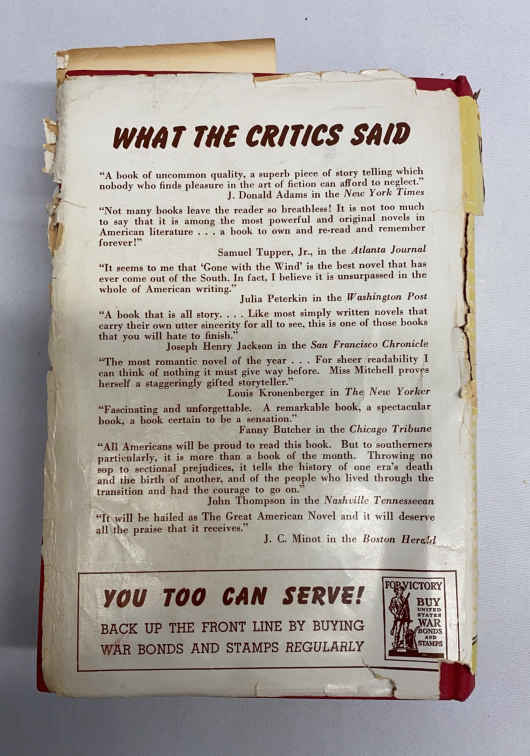 WHAT THE CRITICS SAID
“A book of uncommon quality, a superb piece of story telling which
nobody who finds pleasure in the art of fiction can afford to neglect.”
J. Donald Adams in the New York Times
“Not many books leave the reader so breathless! It is not too much
to say that it is among the most powerful and original novels in
American literature . . . a book to own and re-read and remember
forever!”
Samuel Tupper, Jr., in the Atlanta Journal
“It seems to me that ‘Gone with the Wind’ is the best novel that has
ever come out of the South. In fact, I believe it is unsurpassed in the
whole of American writing.”
Julia Peterkin in the Washington Post
“A book that is all story. . . . Like most simply written novels that
carry their own utter sincerity for all to see, this is one of those books
that you will hate to finish.”
Joseph Henry Jackson in the San Francisco Chronicle
“The most romantic novel of the year . . . For sheer readability I
can think of nothing it must give way before. Miss Mitchell proves
herself a staggeringly gifted storyteller.”
Louis Kronenberger in The New Yorker
“Fascinating and unforgettable. A remarkable book, a spectacular
book, a book certain to be a sensation.”
Fanny Butcher in the Chicago Tribune
“All Americans will be proud to read this book. But to southerners
particularly, it is more than a book of the month. Throwing no
sop to sectional prejudices, it tells the history of one era’s death
and the birth of another, and of the people who lived through the
transition and had the courage to go on.”
John Thompson in the Nashville Tennesseean
“It will be hailed as The Great American Novel and it will deserve
all the praise that it receives.”
J. C. Minot in the Boston Herald
YOU TOO CAN SERVE!
BACK UP THE FRONT LINE BY BUYING
WAR BONDS AND STAMPS REGULARLY
FOR VICTORY
BUY
UNITED
STATES
WAR
BONDS
AND
STAMPS